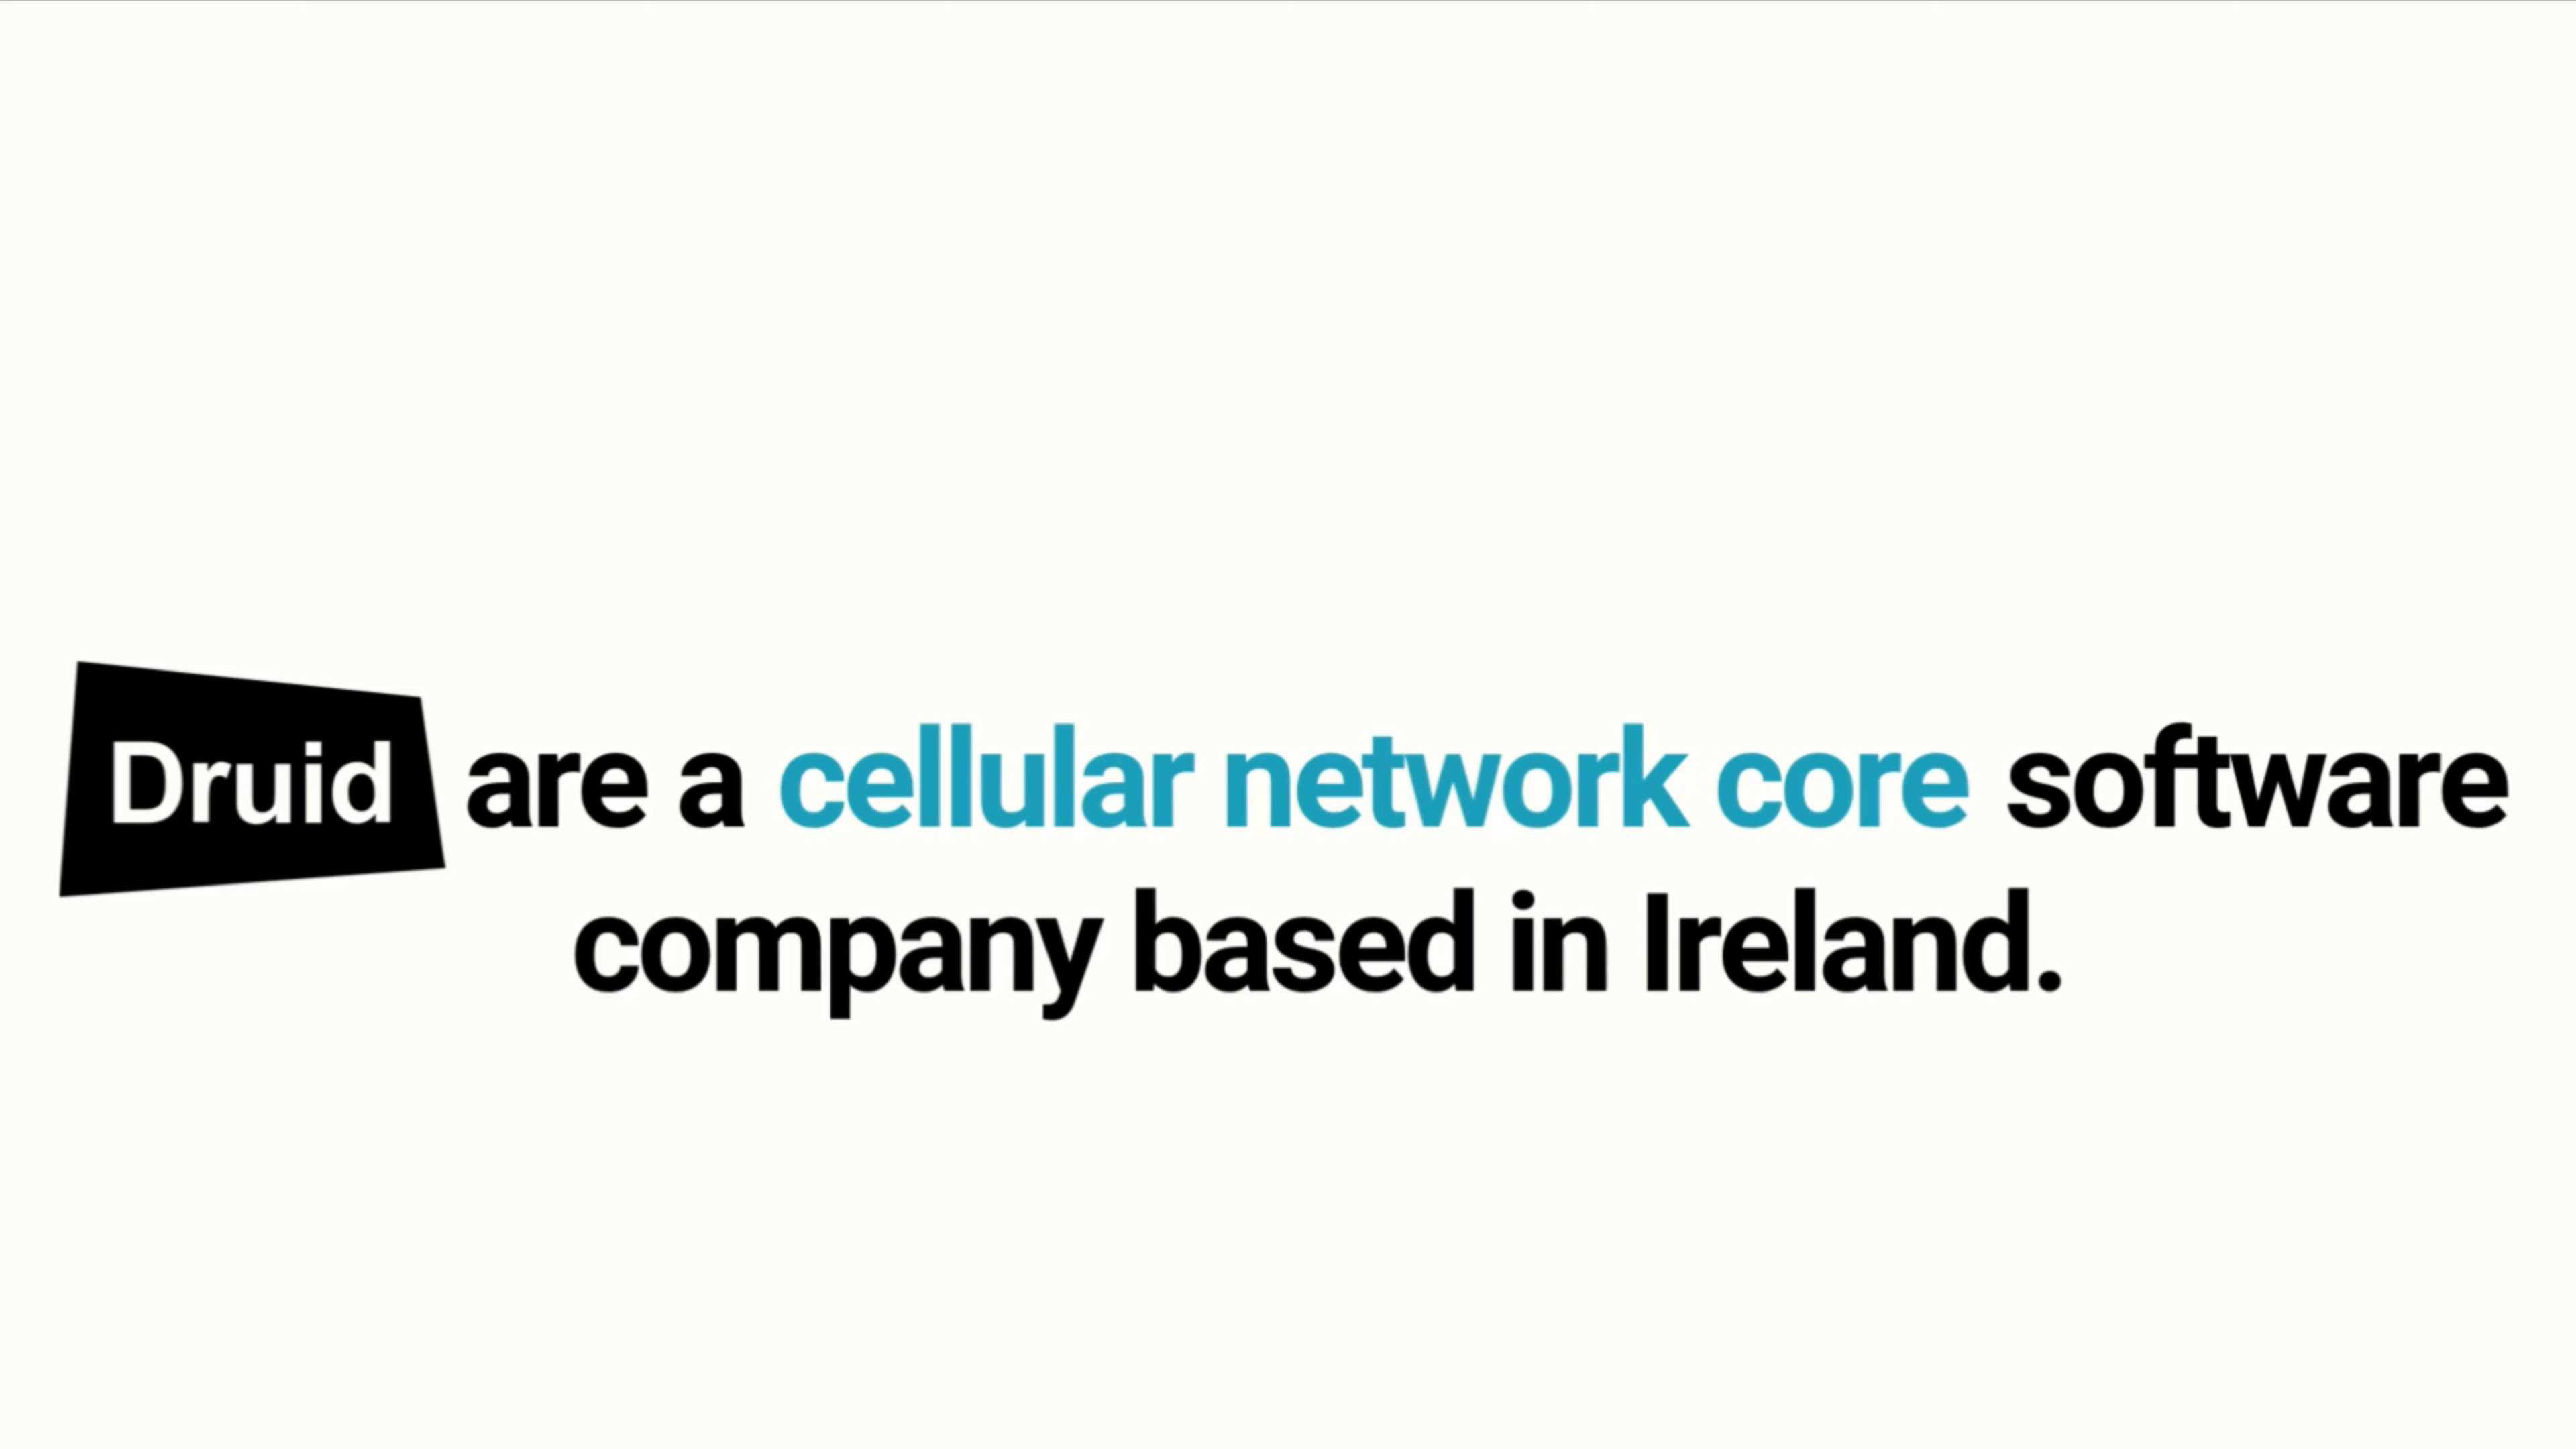 Druid are a cellular network core software
company based in Ireland.